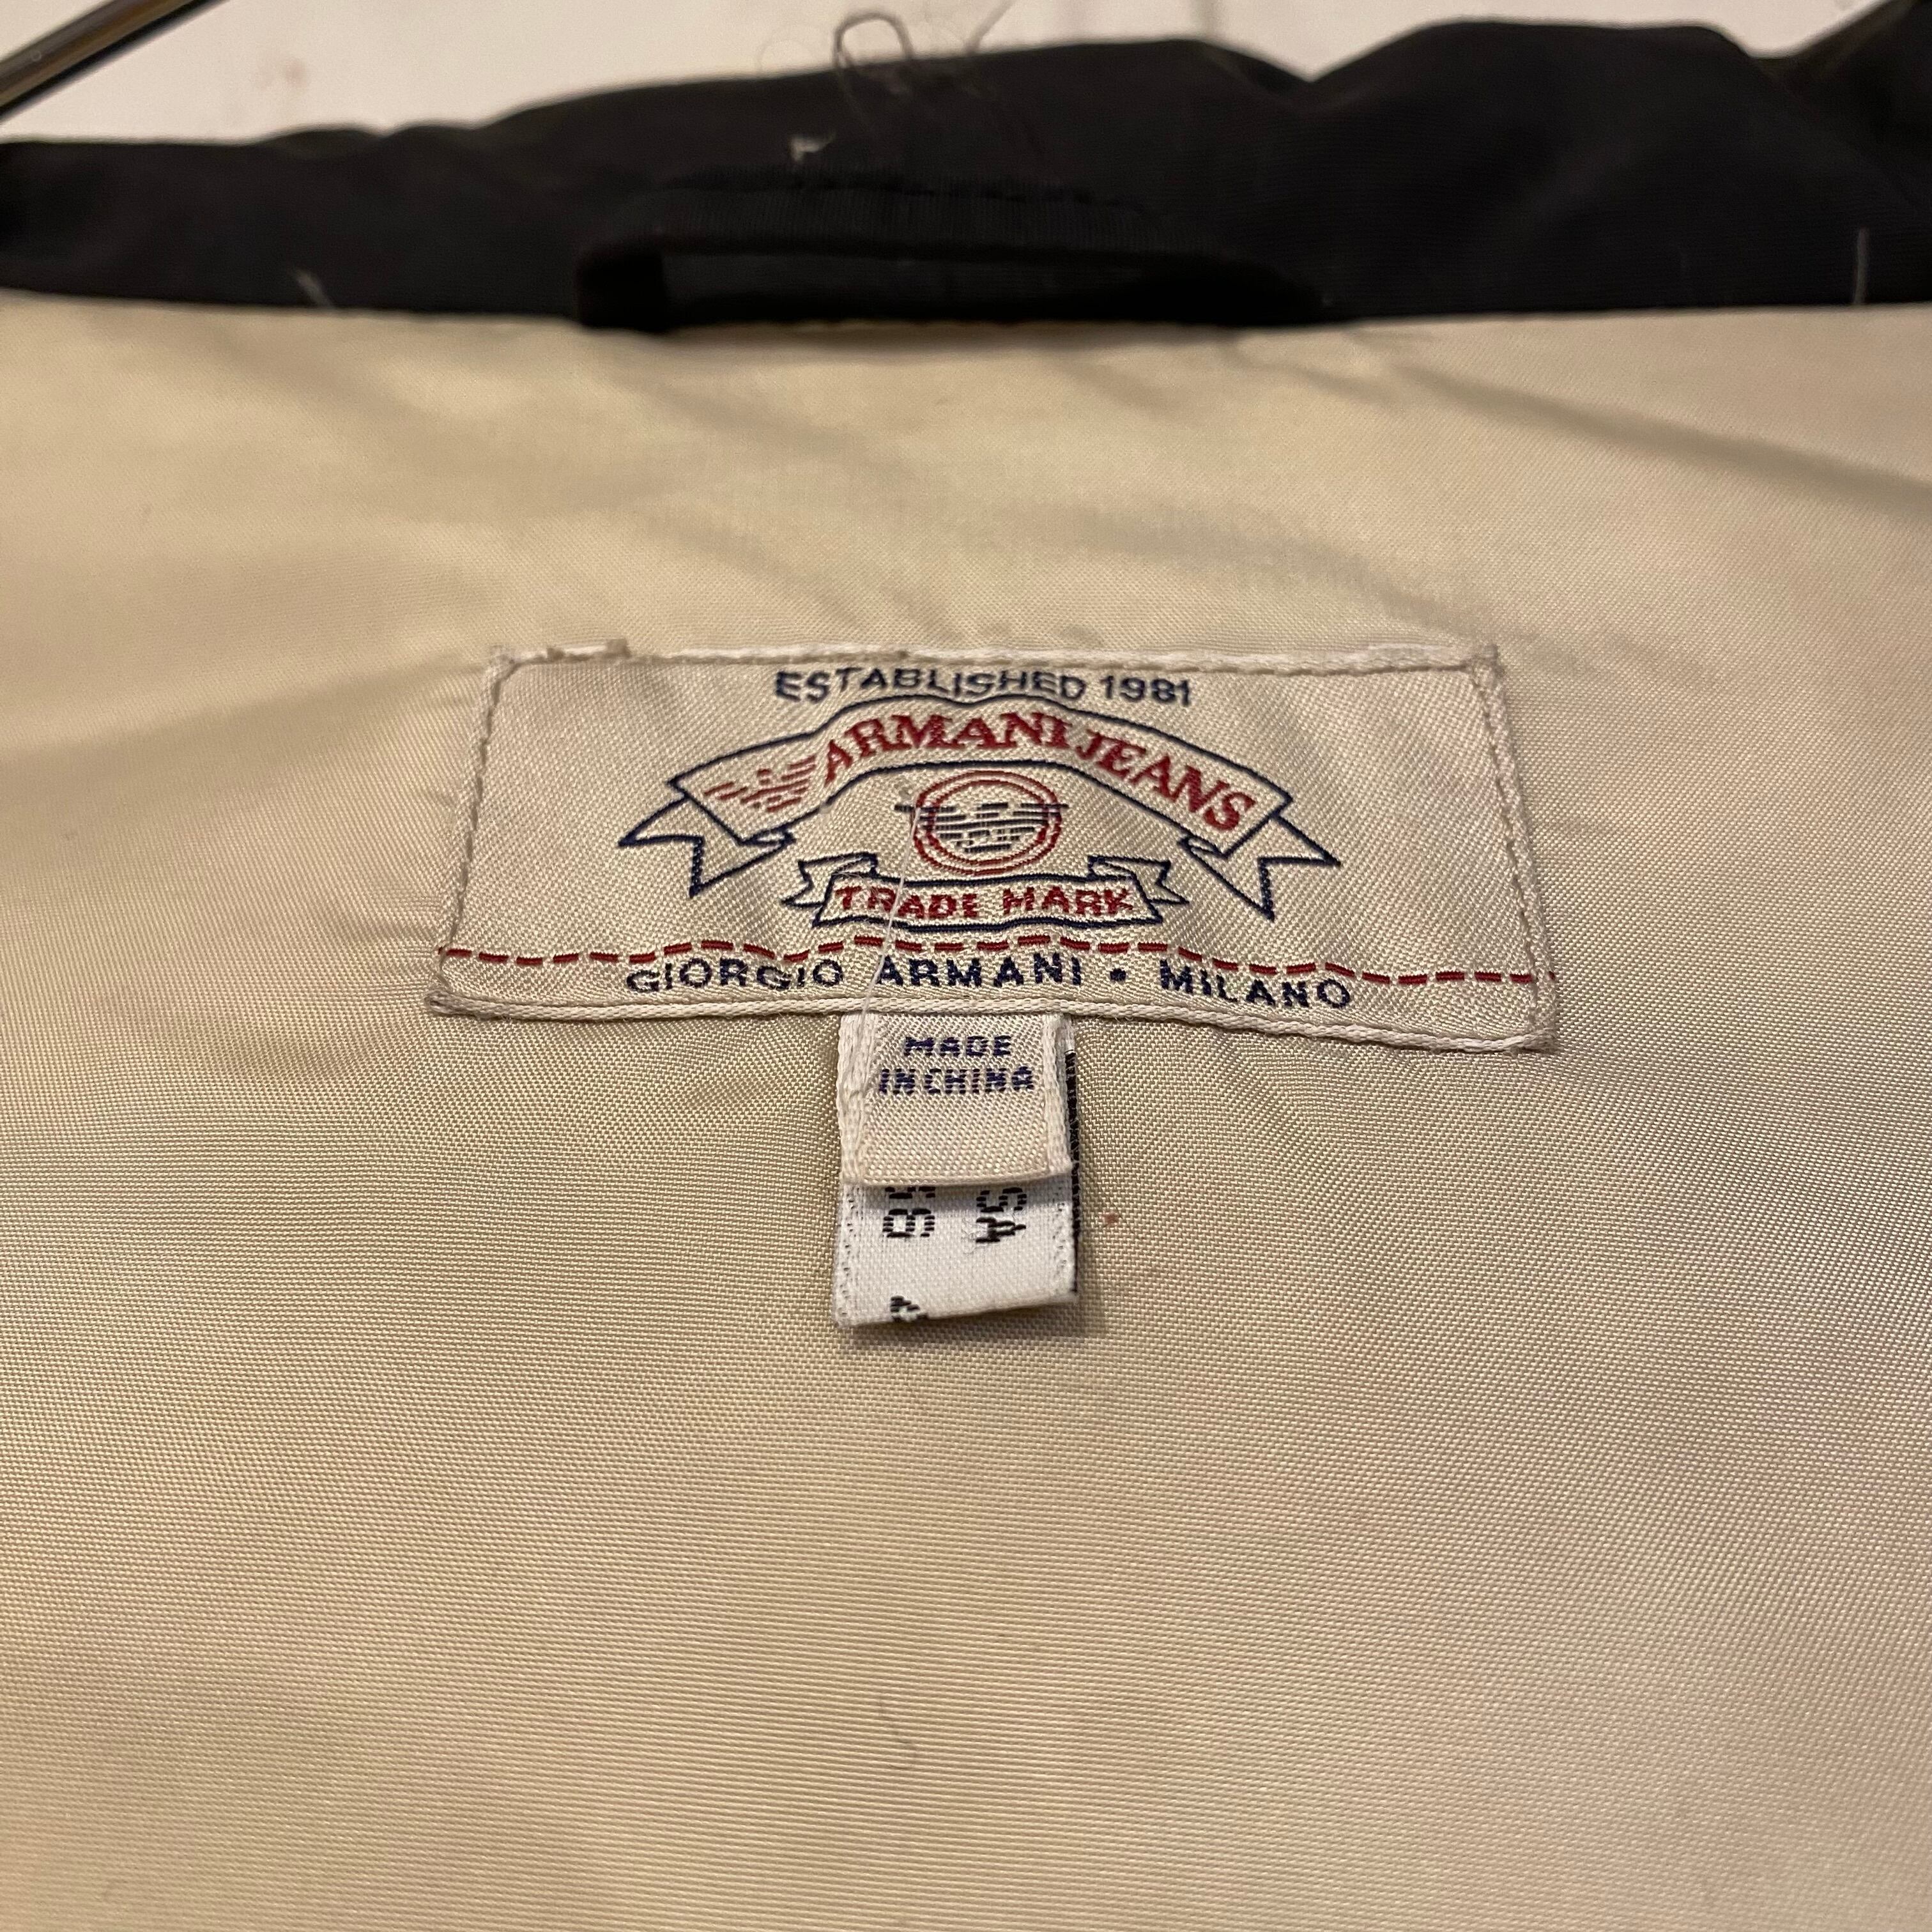 ESTABLISHED 1981
ARMANI JEANS
TRADE MARK
GIORGIO ARMANI • MILANO
MADE
IN CHINA